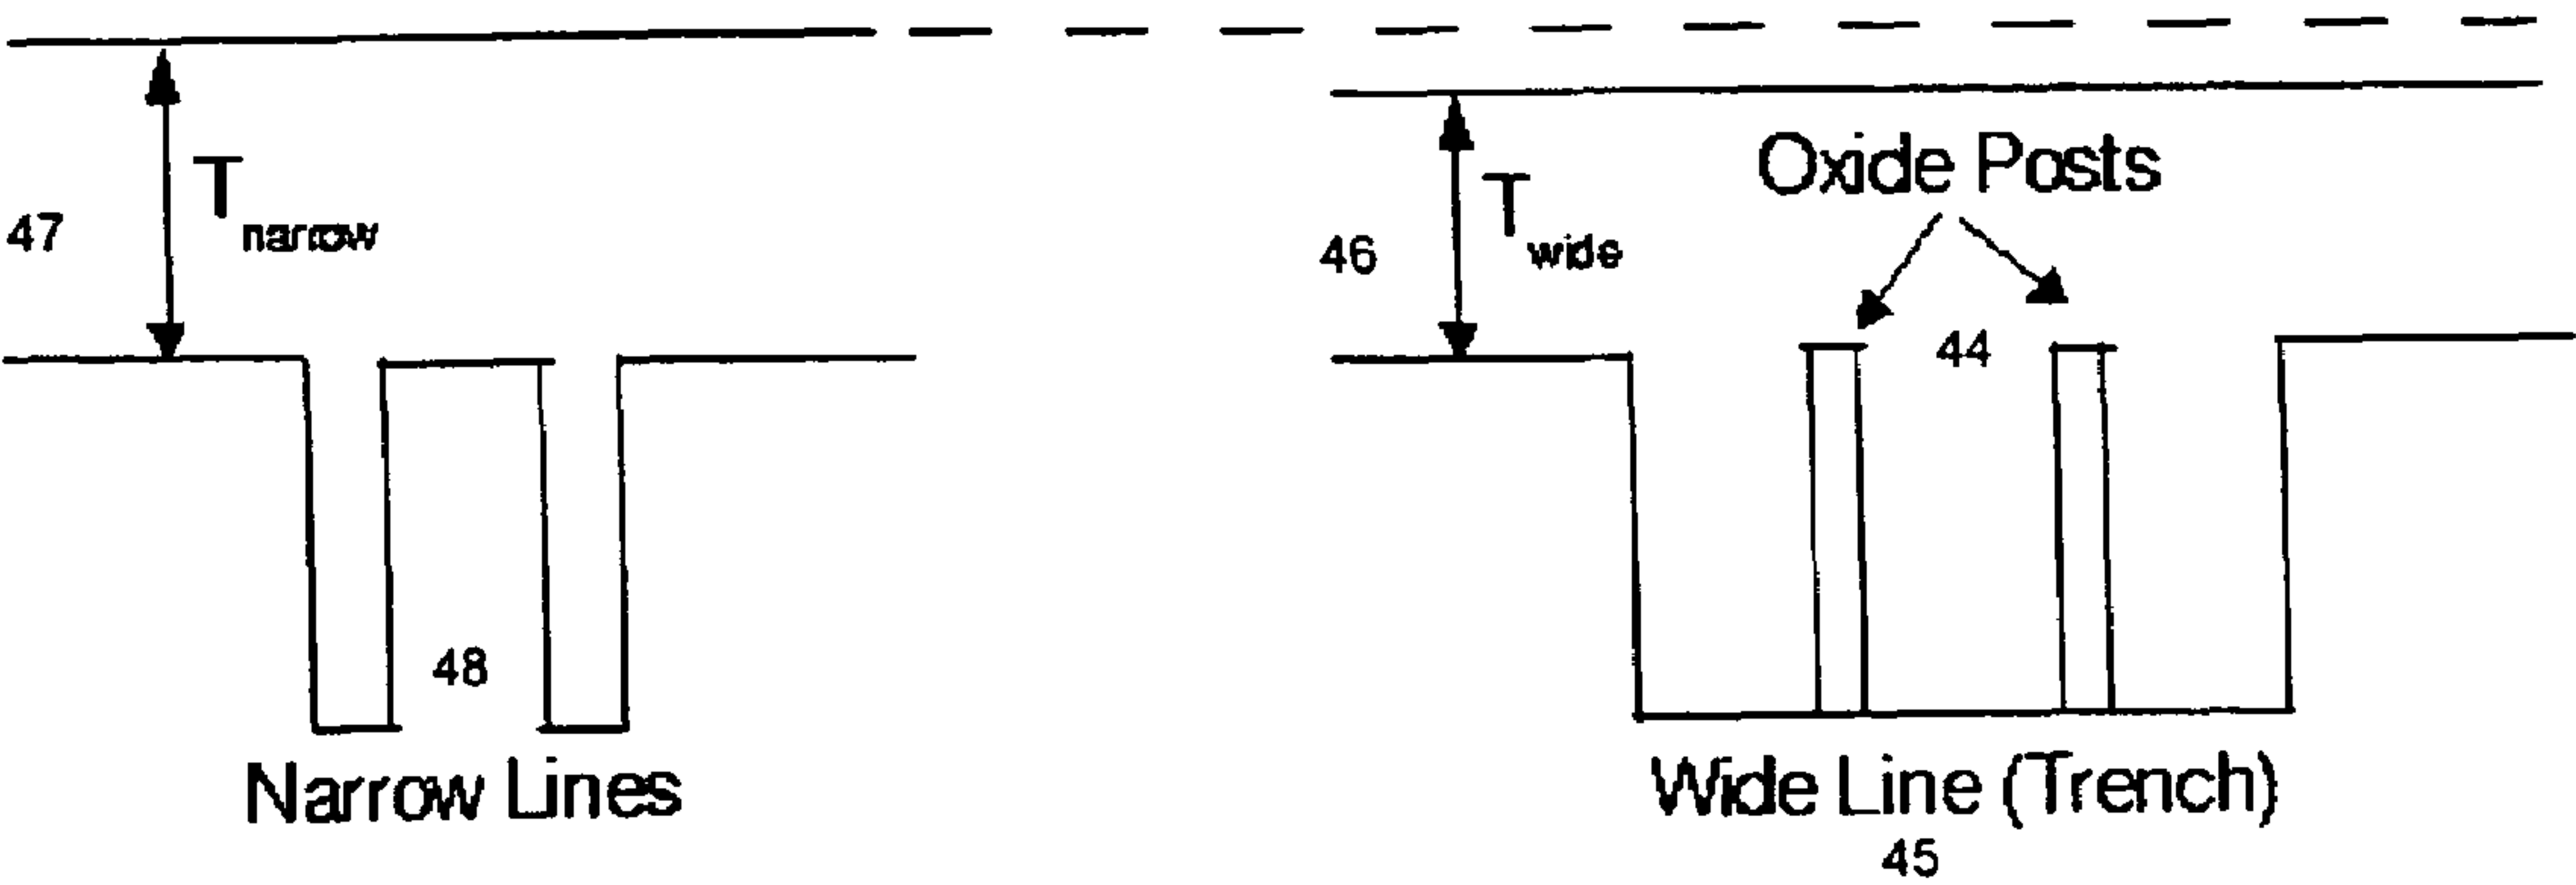 Oxide Posts
T narrow
47
T wide
46
44
48
Narrow Lines
Wide Line (Trench)
45